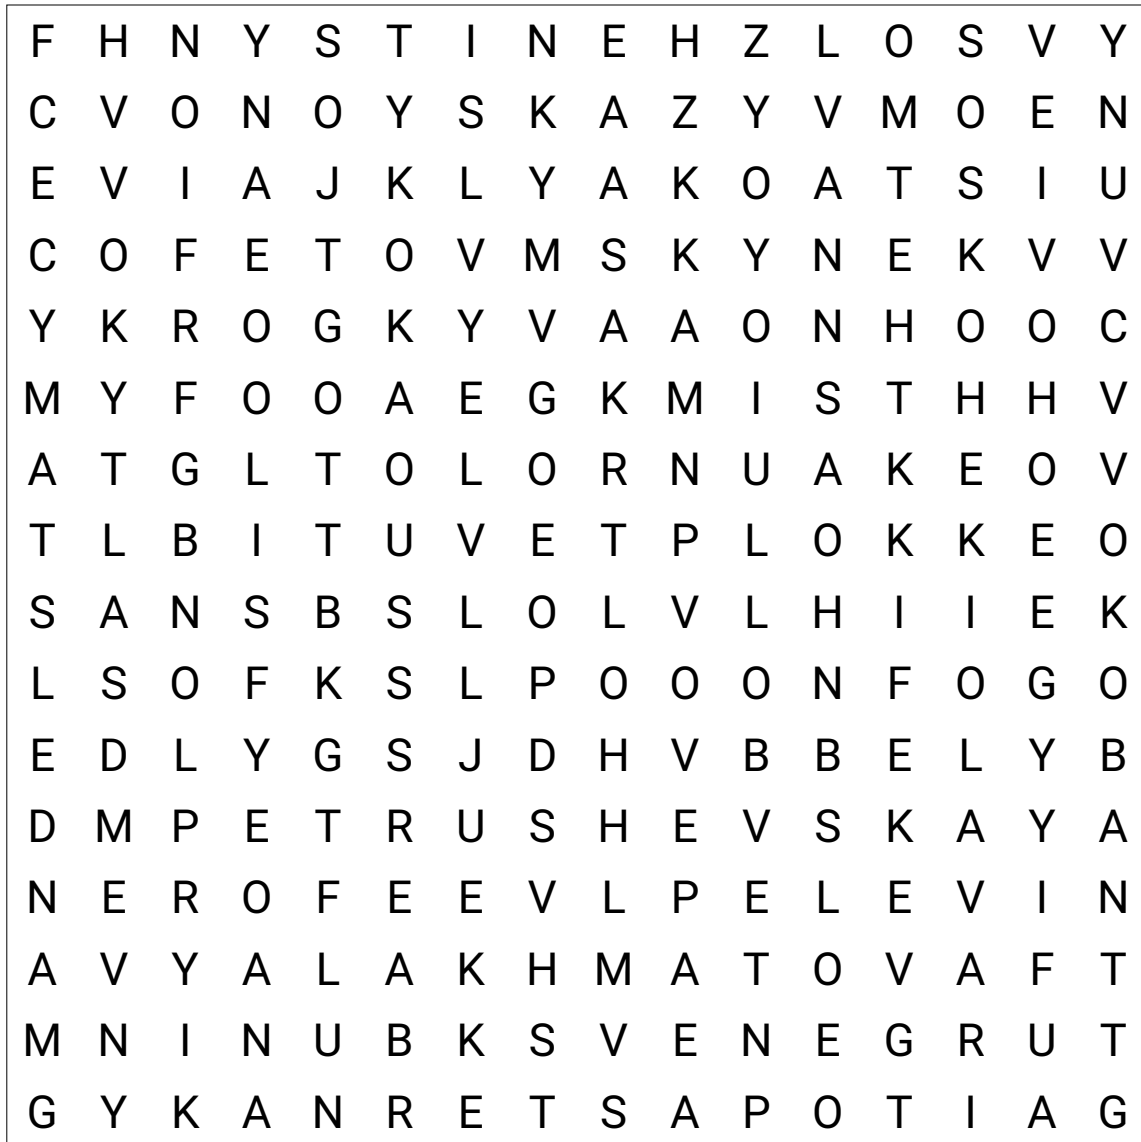 F H N Y S T I N E H Z L O S V Y
C V O N O Y S K A Z Y V M O E N
E V I A J K L Y A K O A T S I U
C O F E T O V M S K Y N E K V V
Y K R O G K Y V A A O N H O O C
M Y F O O A E G K M I S T H H V
A T G L T O L O R N U A K E O V
T L B I T U V E T P L O K K E O
S A N S B S L O L V L H I I E K
L S O F K S L P O O O N F O G O
E D L Y G S J D H V B B E L Y B
D M P E T R U S H E V S K A Y A
N E R O F E E V L P E L E V I N
A V Y A L A K H M A T O V A F T
M N I N U B K S V E N E G R U T
G Y K A N R E T S A P O T I A G